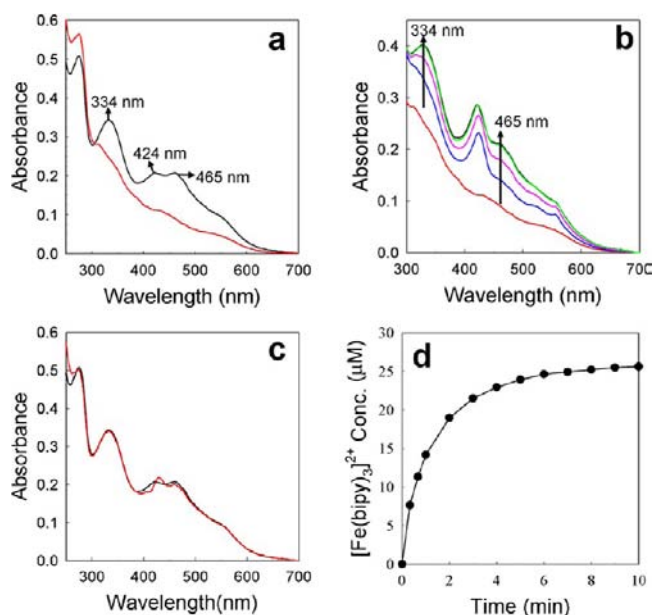 a
0.6
0.5
0.4
0.3
0.2
0.1
0.0
Absorbance
334 nm
424 nm
465 nm
300 400 500 600 700
Wavelength (nm)
b
0.4
0.3
0.2
0.1
0.0
Absorbance
334 nm
465 nm
300 400 500 600 700
Wavelength (nm)
c
0.6
0.5
0.4
0.3
0.2
0.1
0.0
Absorbance
300 400 500 600 700
Wavelength(nm)
d
30
25
20
15
10
5
0
[Fe(bipy)₃]²⁺ Conc. (μM)
0 2 4 6 8 10
Time (min)